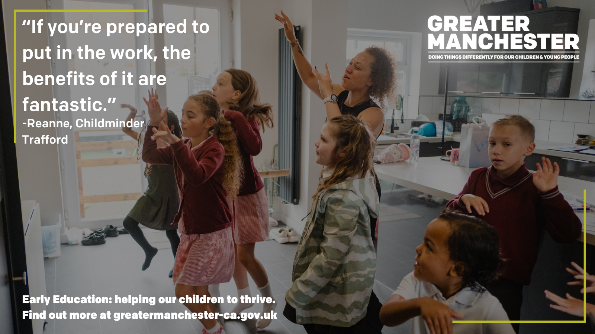 “If you’re prepared to
put in the work, the
benefits of it are
fantastic.”
-Reanne, Childminder
Trafford
GREATER
MANCHESTER
DOING THINGS DIFFERENTLY FOR OUR CHILDREN & YOUNG PEOPLE
Early Education: helping our children to thrive.
Find out more at greatermanchester-ca.gov.uk